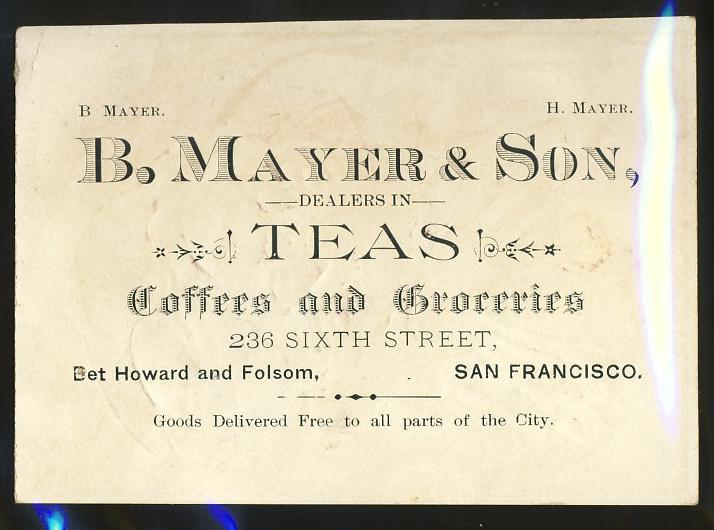 B MAYER. H. MAYER.
B. MAYER & SON,
DEALERS IN
TEAS
Coffees and Groceries
236 SIXTH STREET,
Bet Howard and Folsom, SAN FRANCISCO.
Goods Delivered Free to all parts of the City.